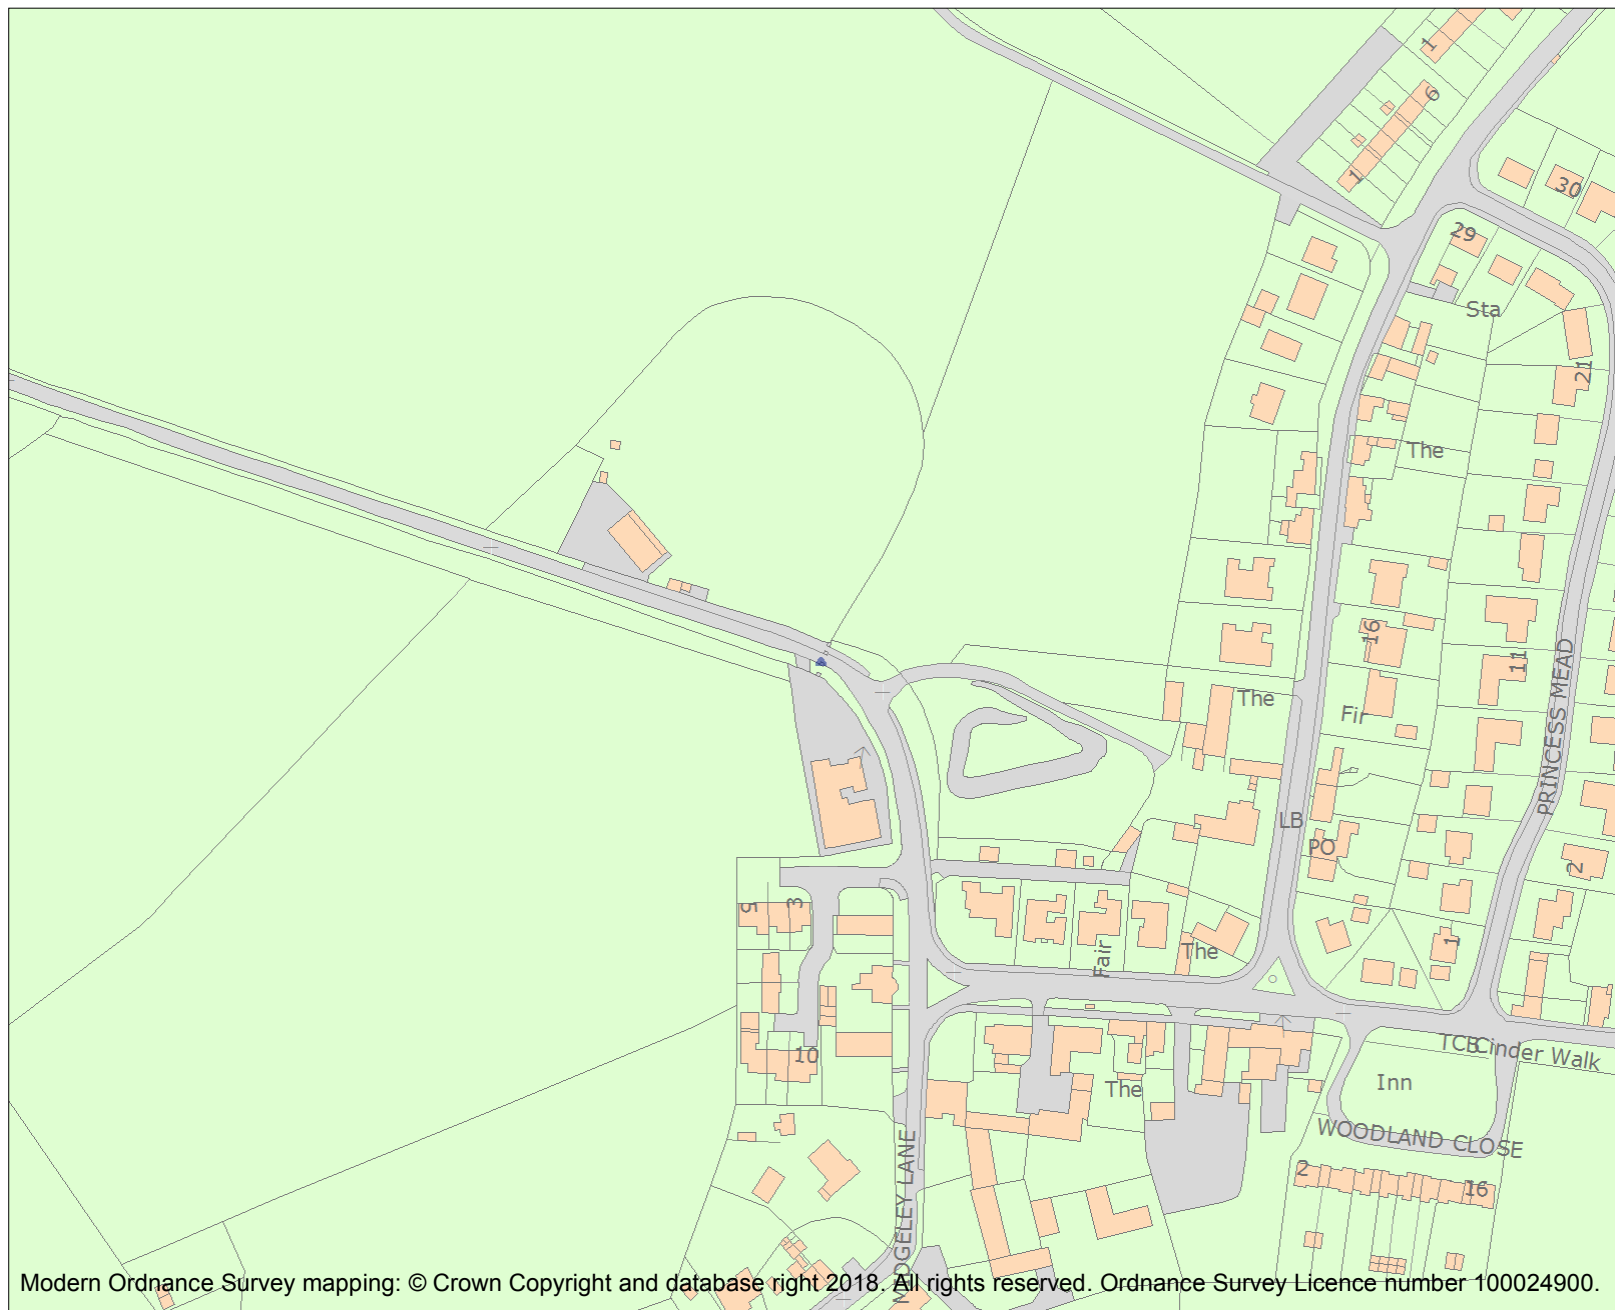 1
6
1
30
29
Sta
21
The
16
11
PRINCESS MEAD
The
Fir
LB
PO
2
5
3
1
Fair
The
10
TCB
Cinder Walk
Inn
The
WOODLAND CLOSE
2
16
MIDGELEY LANE
Modern Ordnance Survey mapping: © Crown Copyright and database right 2018. All rights reserved. Ordnance Survey Licence number 100024900.